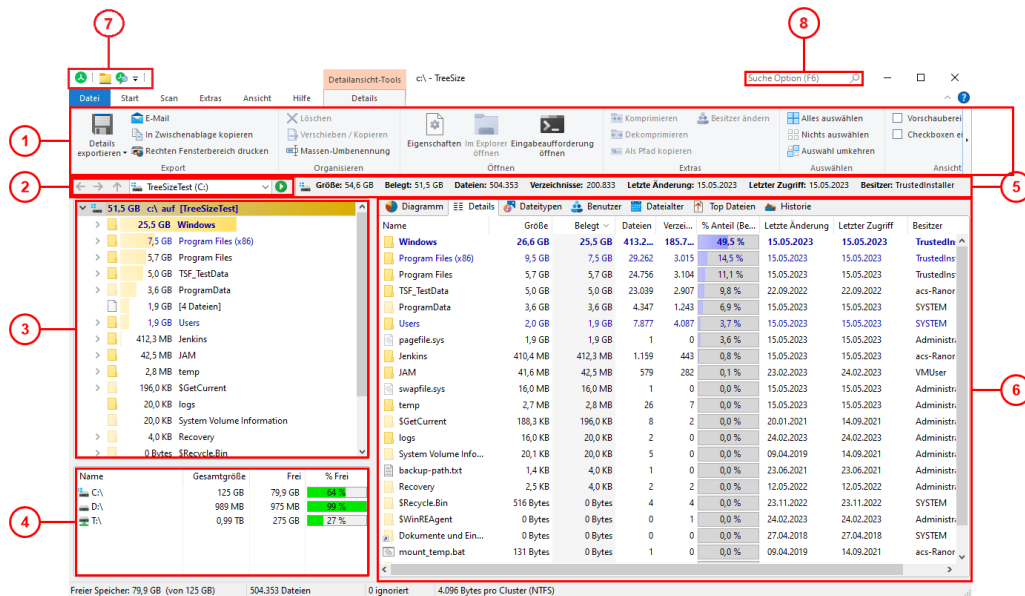 7
8
Detailansicht-Tools c:\ - TreeSize
Suche Option (F6)
Datei Start Scan Extras Ansicht Hilfe Details
1
Details exportieren
E-Mail
In Zwischenablage kopieren
Rechten Fensterbereich drucken
Export
Löschen
Verschieben / Kopieren
Massen-Umbenennung
Organisieren
Eigenschaften
Im Explorer öffnen
Eingabeaufforderung öffnen
Öffnen
Komprimieren
Dekomprimieren
Als Pfad kopieren
Besitzer ändern
Extras
Alles auswählen
Nichts auswählen
Auswahl umkehren
Auswählen
Vorschauberei
Checkboxen ei
Ansicht
2
TreeSizeTest (C:)
Größe: 54,6 GB Belegt: 51,5 GB Dateien: 504.353 Verzeichnisse: 200.833 Letzte Änderung: 15.05.2023 Letzter Zugriff: 15.05.2023 Besitzer: TrustedInstaller
5
3
51,5 GB c:\ auf [TreeSizeTest]
25,5 GB Windows
7,5 GB Program Files (x86)
5,7 GB Program Files
5,0 GB TSF_TestData
3,6 GB ProgramData
1,9 GB [4 Dateien]
1,9 GB Users
412,3 MB Jenkins
42,5 MB JAM
2,8 MB temp
196,0 KB $GetCurrent
20,0 KB logs
20,0 KB System Volume Information
4,0 KB Recovery
0 Bytes $Recycle.Bin
4
Name Gesamtgröße Frei % Frei
C:\ 125 GB 79,9 GB 64 %
D:\ 989 MB 975 MB 99 %
T:\ 0,99 TB 275 GB 27 %
Diagramm Details Dateitypen Benutzer Dateialter Top Dateien Historie
6
Name Größe Belegt Dateien Verzei... % Anteil (Be... Letzte Änderung Letzter Zugriff Besitzer
Windows 26,6 GB 25,5 GB 413.2... 185.7... 49,5 % 15.05.2023 15.05.2023 TrustedIn
Program Files (x86) 9,5 GB 7,5 GB 29.262 3.015 14,5 % 15.05.2023 15.05.2023 TrustedIns
Program Files 5,7 GB 5,7 GB 24.756 3.104 11,1 % 15.05.2023 15.05.2023 TrustedIns
TSF_TestData 5,0 GB 5,0 GB 23.039 2.907 9,8 % 22.09.2022 22.09.2022 acs-Ranor
ProgramData 3,6 GB 3,6 GB 4.347 1.243 6,9 % 15.05.2023 15.05.2023 SYSTEM
Users 2,0 GB 1,9 GB 7.877 4.087 3,7 % 15.05.2023 15.05.2023 SYSTEM
pagefile.sys 1,9 GB 1,9 GB 1 0 3,6 % 15.05.2023 15.05.2023 Administra
Jenkins 410,4 MB 412,3 MB 1.159 443 0,8 % 15.05.2023 15.05.2023 acs-Ranor
JAM 41,6 MB 42,5 MB 579 282 0,1 % 23.02.2023 24.02.2023 VMUser
swapfile.sys 16,0 MB 16,0 MB 1 0 0,0 % 15.05.2023 15.05.2023 Administra
temp 2,7 MB 2,8 MB 26 7 0,0 % 15.05.2023 15.05.2023 Administra
$GetCurrent 188,3 KB 196,0 KB 8 2 0,0 % 20.01.2021 14.09.2021 Administra
logs 16,0 KB 20,0 KB 2 0 0,0 % 24.02.2023 24.02.2023 Administra
System Volume Info... 20,1 KB 20,0 KB 5 0 0,0 % 09.04.2019 14.09.2021 Administra
backup-path.txt 1,4 KB 4,0 KB 1 0 0,0 % 23.06.2021 23.06.2021 Administra
Recovery 2,5 KB 4,0 KB 2 2 0,0 % 12.05.2022 12.05.2022 Administra
$Recycle.Bin 516 Bytes 0 Bytes 4 4 0,0 % 23.11.2022 23.11.2022 SYSTEM
$WinREAgent 0 Bytes 0 Bytes 0 1 0,0 % 24.02.2023 24.02.2023 Administra
Dokumente und Ein... 0 Bytes 0 Bytes 0 0 0,0 % 27.04.2018 27.04.2018 SYSTEM
mount_temp.bat 131 Bytes 0 Bytes 1 0 0,0 % 09.04.2019 14.09.2021 acs-Ranor
Freier Speicher: 79,9 GB (von 125 GB) 504.353 Dateien 0 ignoriert 4.096 Bytes pro Cluster (NTFS)